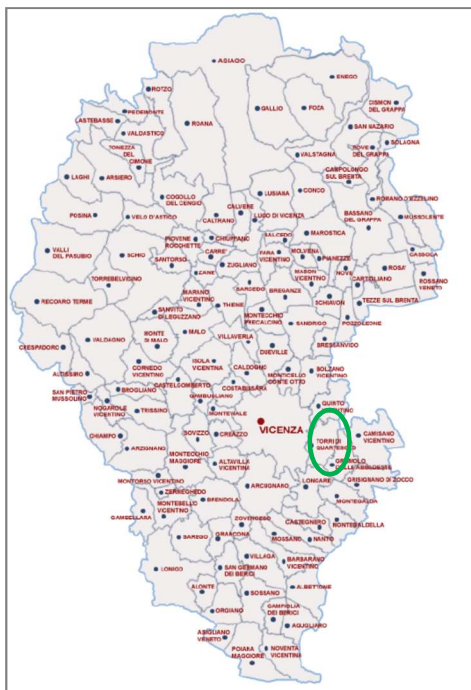 ASIAGO
ENEGO
ROTZO
GALLIO
FOZA
CISMON
DEL GRAPPA
PEDEMONTE
LASTEBASSE
ROANA
VALDASTICO
SAN NAZARIO
SOLAGNA
TONEZZA
DEL
CIMONE
ROVE
DEL GRAPPA
VALSTAGNA
LAGHI
ARSIERO
CAMPOLONGO
SUL BRENTA
COGOLLO
DEL CENGIO
LUSIANA
CONCO
ROMANO D'EZZELINO
CALVENE
POSINA
VELO D'ASTICO
CALTRANO
LUGO DI VICENZA
BASSANO
DEL GRAPPA
MUSSOLENTE
SALCEDO
MAROSTICA
PIOVENE
ROCCHETTE
CHIUPPANO
VALLI
DEL PASUBIO
SCHIO
CARRE'
FARA
VICENTINO
MOLVENA
PIANEZZE
CASSOLA
SANTORSO
ZUGLIANO
ROSA'
ZANE'
MASON
VICENTINO
NOVE
CARTIGLIANO
ROSSANO
VENETO
TORREBELVICINO
SARCEDO
BREGANZE
MARANO
VICENTINO
RECOARO TERME
THIENE
SCHIAVON
TEZZE SUL BRENTA
SAN VITO
DI LEGUZZANO
MONTECCHIO
PRECALCINO
SANDRIGO
POZZOLEONE
MONTE
DI MALO
MALO
VILLAVERLA
VALDAGNO
BRESSANVIDO
CRESPADORO
DUEVILLE
ISOLA
VICENTINA
CALDOGNO
ALTISSIMO
CORNEDO
VICENTINO
MONTICELLO
CONTE OTTO
BOLZANO
VICENTINO
CASTELGOMBERTO
COSTABISSARA
SAN PIETRO
MUSSOLINO
BROGLIANO
GAMBUGLIANO
NOGAROLE
VICENTINO
TRISSINO
MONTEVIALE
QUINTO
VICENTINO
VICENZA
CHIAMPO
SOVIZZO
CREAZZO
CAMISANO
VICENTINO
TORRI DI
QUARTESOLO
ARZIGNANO
MONTECCHIO
MAGGIORE
ALTAVILLA
VICENTINA
GRUMOLO
DELLE ABBADESSE
MONTORSO VICENTINO
ARCUGNANO
LONGARE
GRISIGNANO DI ZOCCO
ZERMEGHEDO
BRENDOLA
MONTEGALDA
MONTEBELLO
VICENTINO
GAMBELLARA
ZOVENCEDO
CASTEGNERO
MONTEGALDELLA
GRANCONA
MOSSANO
NANTO
SAREGO
VILLAGA
BARBARANO
VICENTINO
LONIGO
SAN GERMANO
DEI BERICI
ALONTE
SOSSANO
ALBETTONE
ORGIANO
CAMPIGLIA
DEI BERICI
AGUGLIARO
ASIGLIANO
VENETO
POIANA
MAGGIORE
NOVENTA
VICENTINA